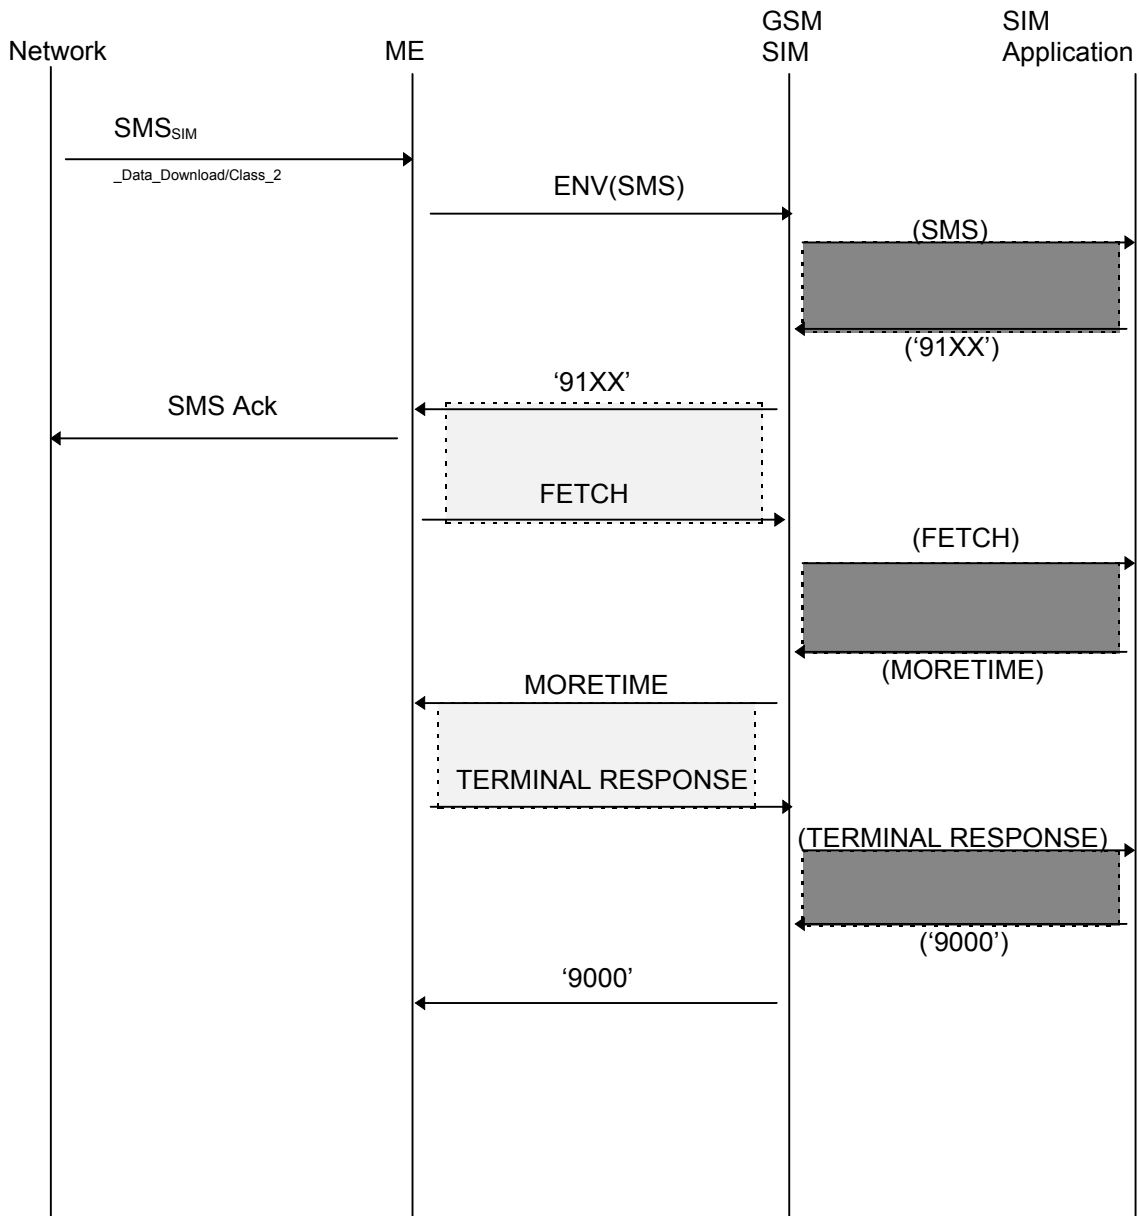 GSM
SIM
SIM
Application
Network
ME
SMSSIM
_Data_Download/Class_2
ENV(SMS)
(SMS)
(‘91XX’)
‘91XX’
SMS Ack
FETCH
(FETCH)
(MORETIME)
MORETIME
TERMINAL RESPONSE
(TERMINAL RESPONSE)
(‘9000’)
‘9000’